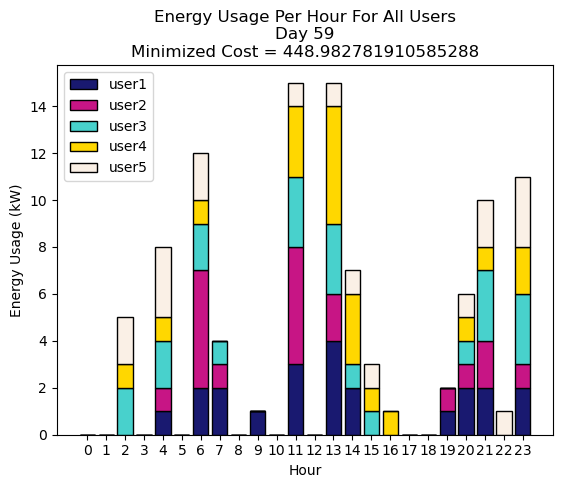 Energy Usage Per Hour For All Users
Day 59
Minimized Cost = 448.982781910585288
user1
user2
user3
user4
user5
14
12
10
8
6
4
2
0
Energy Usage (kW)
0 1 2 3 4 5 6 7 8 9 10 11 12 13 14 15 16 17 18 19 20 21 22 23
Hour